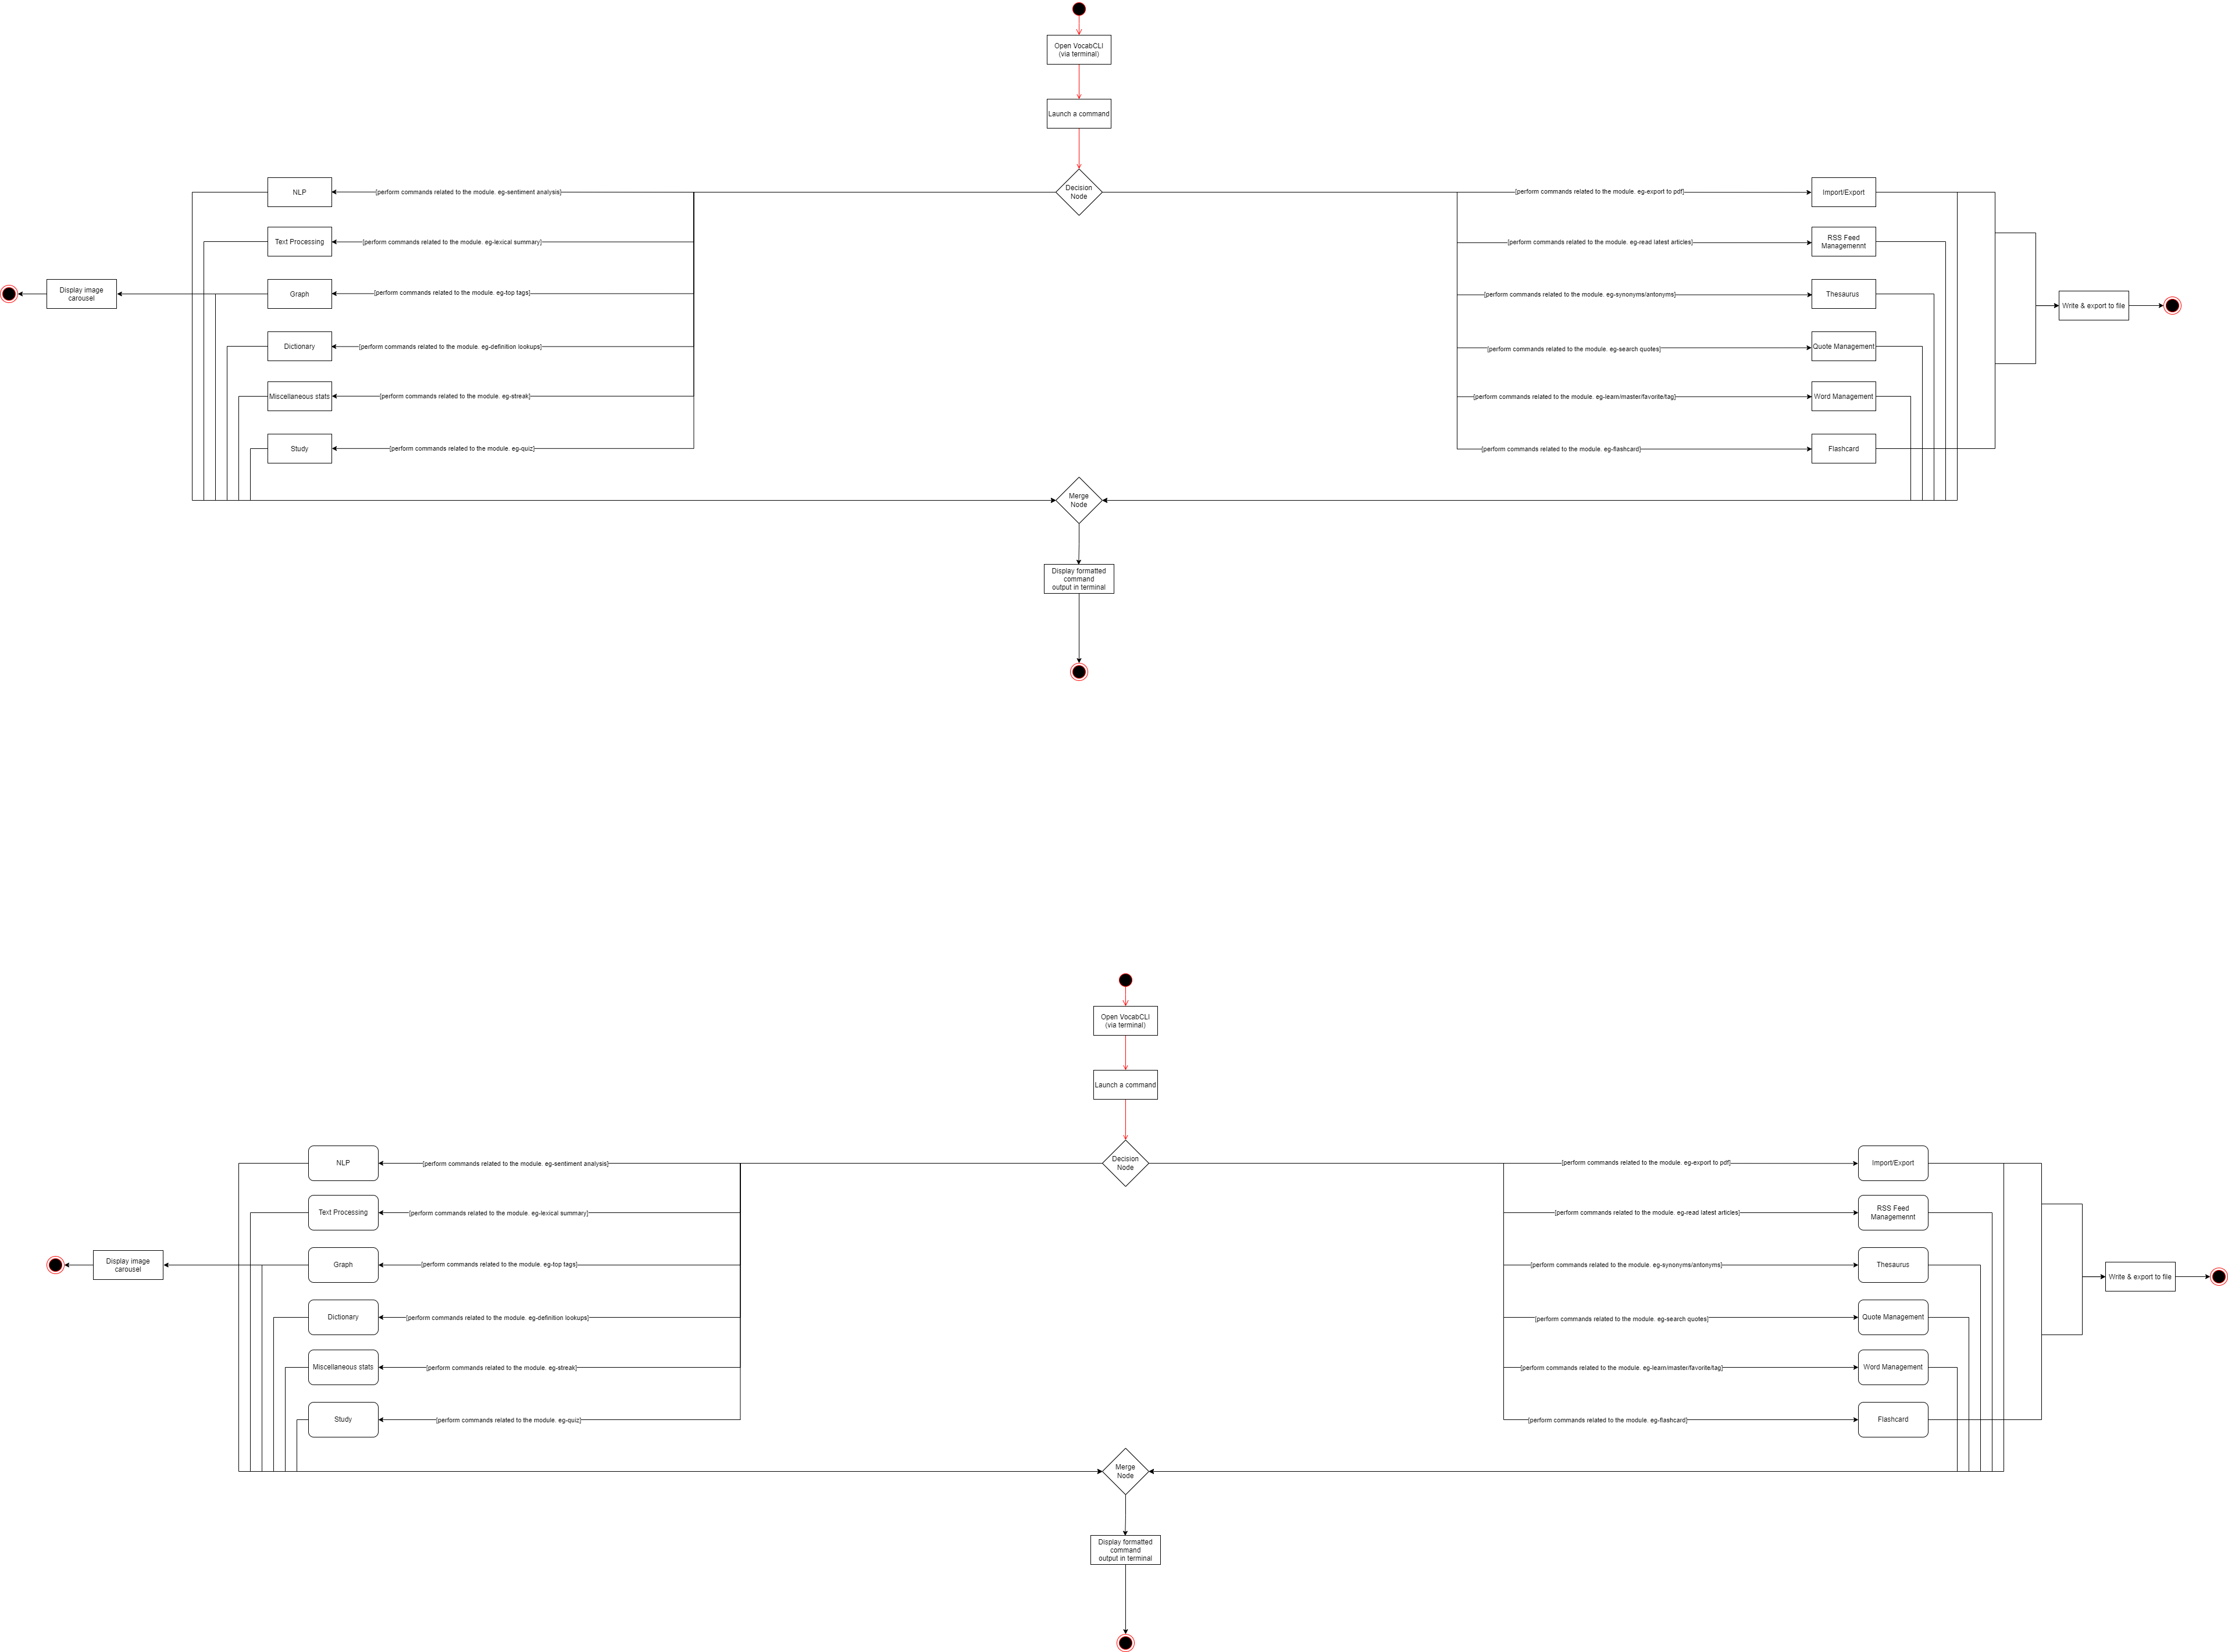 Open VocabCLI
(via terminal)
Launch a command
Decision
Node
NLP
[perform commands related to the module. eg-sentiment analysis]
[perform commands related to the module. eg-export to pdf]
Import/Export
Text Processing
[perform commands related to the module. eg-lexical summary]
[perform commands related to the module. eg-read latest articles]
RSS Feed
Managemennt
Display image
carousel
Graph
[perform commands related to the module. eg-top tags]
[perform commands related to the module. eg-synonyms/antonyms]
Thesaurus
Write & export to file
Dictionary
[perform commands related to the module. eg-definition lookups]
[perform commands related to the module. eg-search quotes]
Quote Management
Miscellaneous stats
[perform commands related to the module. eg-streak]
[perform commands related to the module. eg-learn/master/favorite/tag]
Word Management
Study
[perform commands related to the module. eg-quiz]
[perform commands related to the module. eg-flashcard]
Flashcard
Merge
Node
Display formatted
command
output in terminal
Open VocabCLI
(via terminal)
Launch a command
Decision
Node
NLP
[perform commands related to the module. eg-sentiment analysis]
[perform commands related to the module. eg-export to pdf]
Import/Export
Text Processing
[perform commands related to the module. eg-lexical summary]
[perform commands related to the module. eg-read latest articles]
RSS Feed
Managemennt
Display image
carousel
Graph
[perform commands related to the module. eg-top tags]
[perform commands related to the module. eg-synonyms/antonyms]
Thesaurus
Write & export to file
Dictionary
[perform commands related to the module. eg-definition lookups]
[perform commands related to the module. eg-search quotes]
Quote Management
Miscellaneous stats
[perform commands related to the module. eg-streak]
[perform commands related to the module. eg-learn/master/favorite/tag]
Word Management
Study
[perform commands related to the module. eg-quiz]
[perform commands related to the module. eg-flashcard]
Flashcard
Merge
Node
Display formatted
command
output in terminal